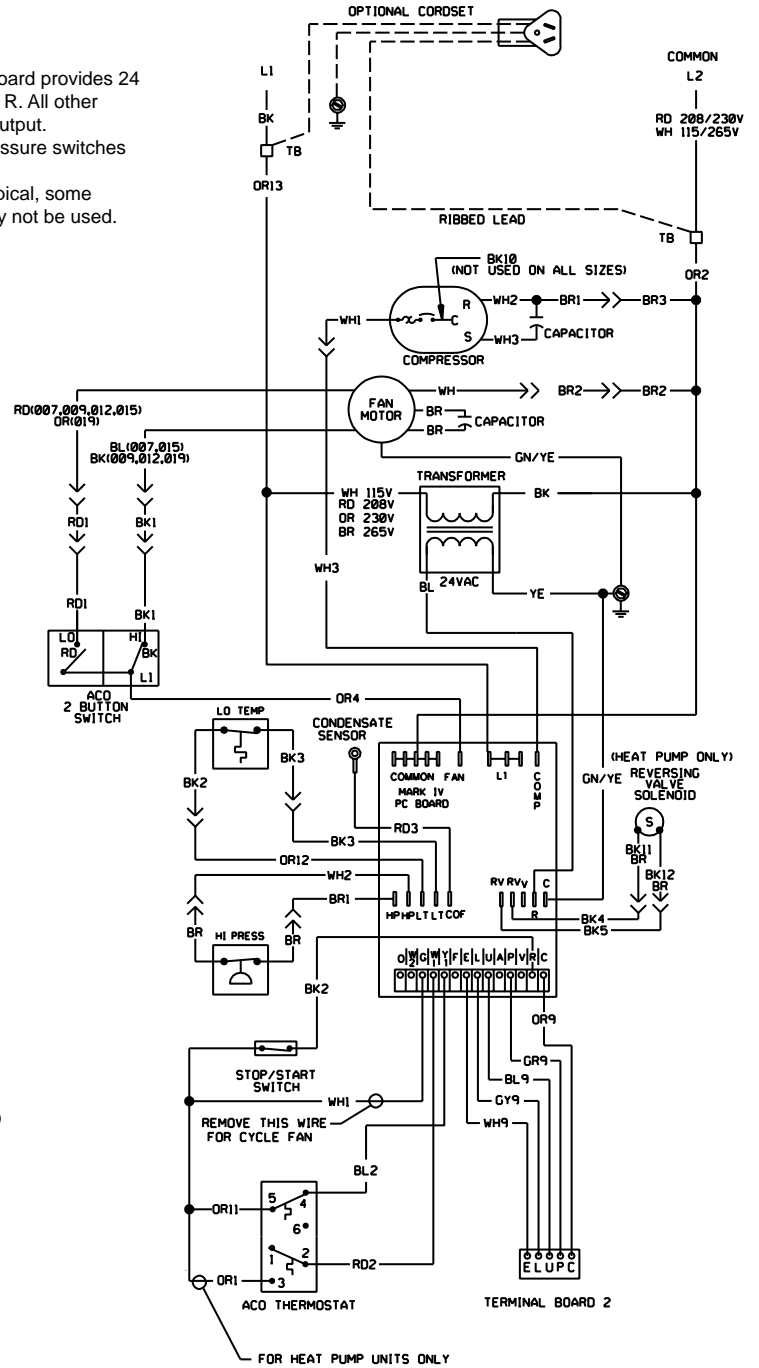 OPTIONAL CORDSET
oard provides 24
R. All other
utput.
ssure switches
pical, some
y not be used.
L1
BK
TB
OR13
COMMON
L2
RD 208/230V
WH 115/265V
RIBBED LEAD
TB
OR2
BK10
(NOT USED ON ALL SIZES)
WH1
R
C
S
WH2
BR1
BR3
WH3
CAPACITOR
COMPRESSOR
FAN
MOTOR
WH
BR2
BR2
BR
BR
CAPACITOR
RD(007,009,012,015)
OR(019)
BL(007,015)
BK(009,012,019)
GN/YE
TRANSFORMER
WH 115V
RD 208V
OR 230V
BR 265V
BK
RD1
BK1
WH3
BL
24VAC
YE
RD1
BK1
LO
HI
RD
BK
L1
ACO
2 BUTTON
SWITCH
OR4
LO TEMP
CONDENSATE
SENSOR
BK2
BK3
COMMON
FAN
L1
COMP
MARK IV
PC BOARD
GN/YE
(HEAT PUMP ONLY)
REVERSING
VALVE
SOLENOID
S
RD3
BK3
OR12
WH2
BR1
BK11
BR
BK12
BR
HP
HP
LT
LT
COF
RV
RV
V
C
R
BK4
BK5
BR
HI PRESS
BR
O
W2
G
W1
Y1
F
E
L
U
A
P
V
R
C
BK2
OR9
STOP/START
SWITCH
GR9
BL9
GY9
WH9
WH1
REMOVE THIS WIRE
FOR CYCLE FAN
)
BL2
OR11
5
4
6
1
2
3
RD2
OR1
ACO THERMOSTAT
E L U P C
TERMINAL BOARD 2
FOR HEAT PUMP UNITS ONLY